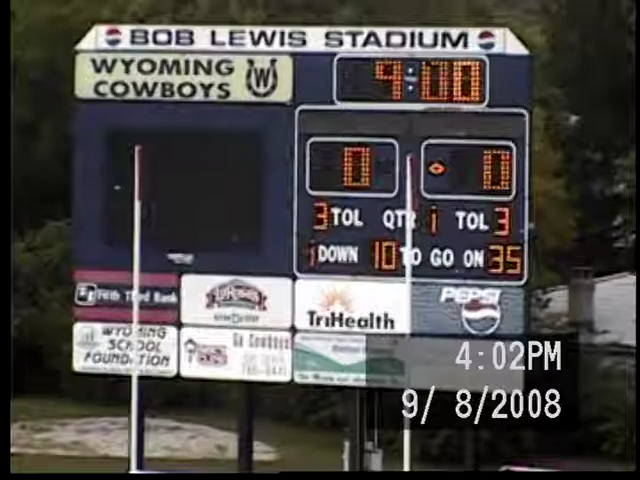 BOB LEWIS STADIUM
WYOMING
COWBOYS W
9:00
0 0
3 TOL QTR 1 TOL 3
1 DOWN 10 TO GO ON 35
Fifth Third Bank
TriHealth
PEPSI
WYOMING
SCHOOL
FOUNDATION
Go Cowboys
4:02PM
9/ 8/2008